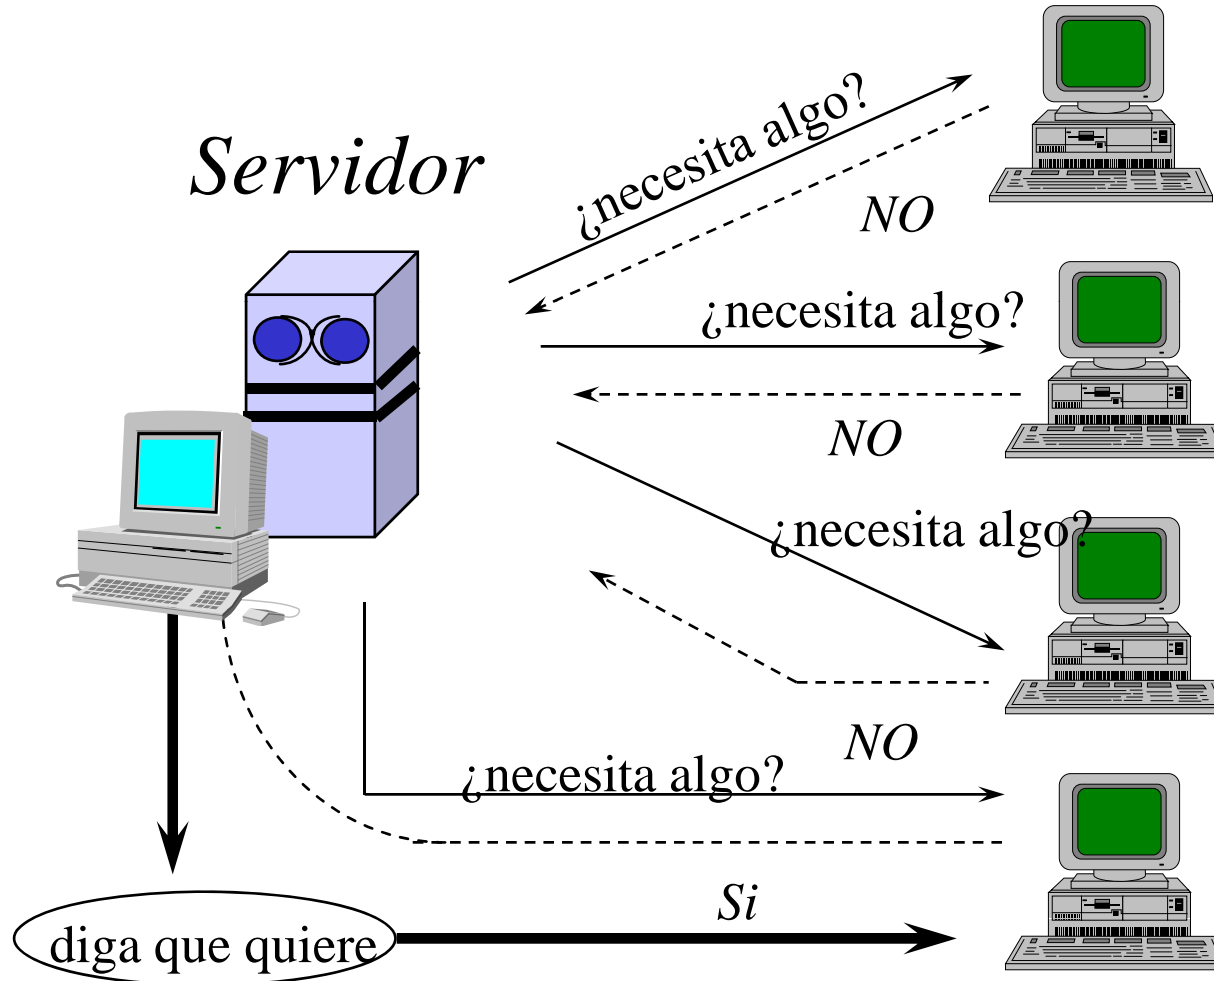 ¿necesita algo?
Servidor
NO
¿necesita algo?
NO
¿necesita algo?
NO
¿necesita algo?
Si
diga que quiere